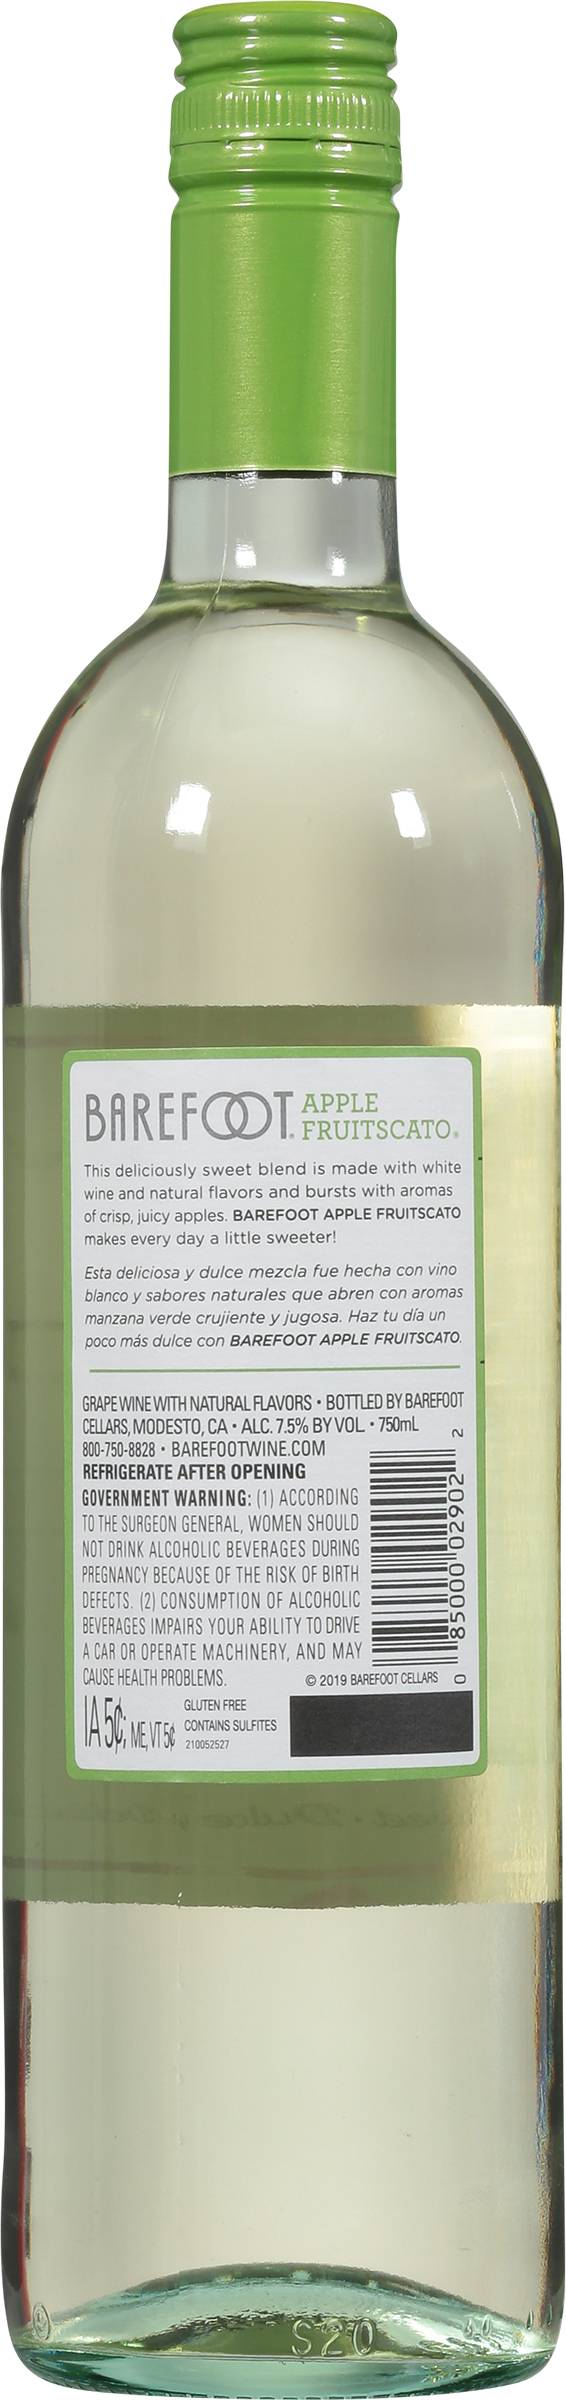 BAREFOOT® APPLE FRUITSCATO®
This deliciously sweet blend is made with white
wine and natural flavors and bursts with aromas
of crisp, juicy apples. BAREFOOT APPLE FRUITSCATO
makes every day a little sweeter!
Esta deliciosa y dulce mezcla fue hecha con vino
blanco y sabores naturales que abren con aromas
manzana verde crujiente y jugosa. Haz tu día un
poco más dulce con BAREFOOT APPLE FRUITSCATO.
GRAPE WINE WITH NATURAL FLAVORS • BOTTLED BY BAREFOOT
CELLARS, MODESTO, CA • ALC. 7.5% BY VOL. • 750mL
800-750-8828 • BAREFOOTWINE.COM
REFRIGERATE AFTER OPENING
GOVERNMENT WARNING: (1) ACCORDING
TO THE SURGEON GENERAL, WOMEN SHOULD
NOT DRINK ALCOHOLIC BEVERAGES DURING
PREGNANCY BECAUSE OF THE RISK OF BIRTH
DEFECTS. (2) CONSUMPTION OF ALCOHOLIC
BEVERAGES IMPAIRS YOUR ABILITY TO DRIVE
A CAR OR OPERATE MACHINERY, AND MAY
CAUSE HEALTH PROBLEMS.
0 85000 02902 2
© 2019 BAREFOOT CELLARS
IA 5¢; ME, VT 5¢
GLUTEN FREE
CONTAINS SULFITES
210052527
S20